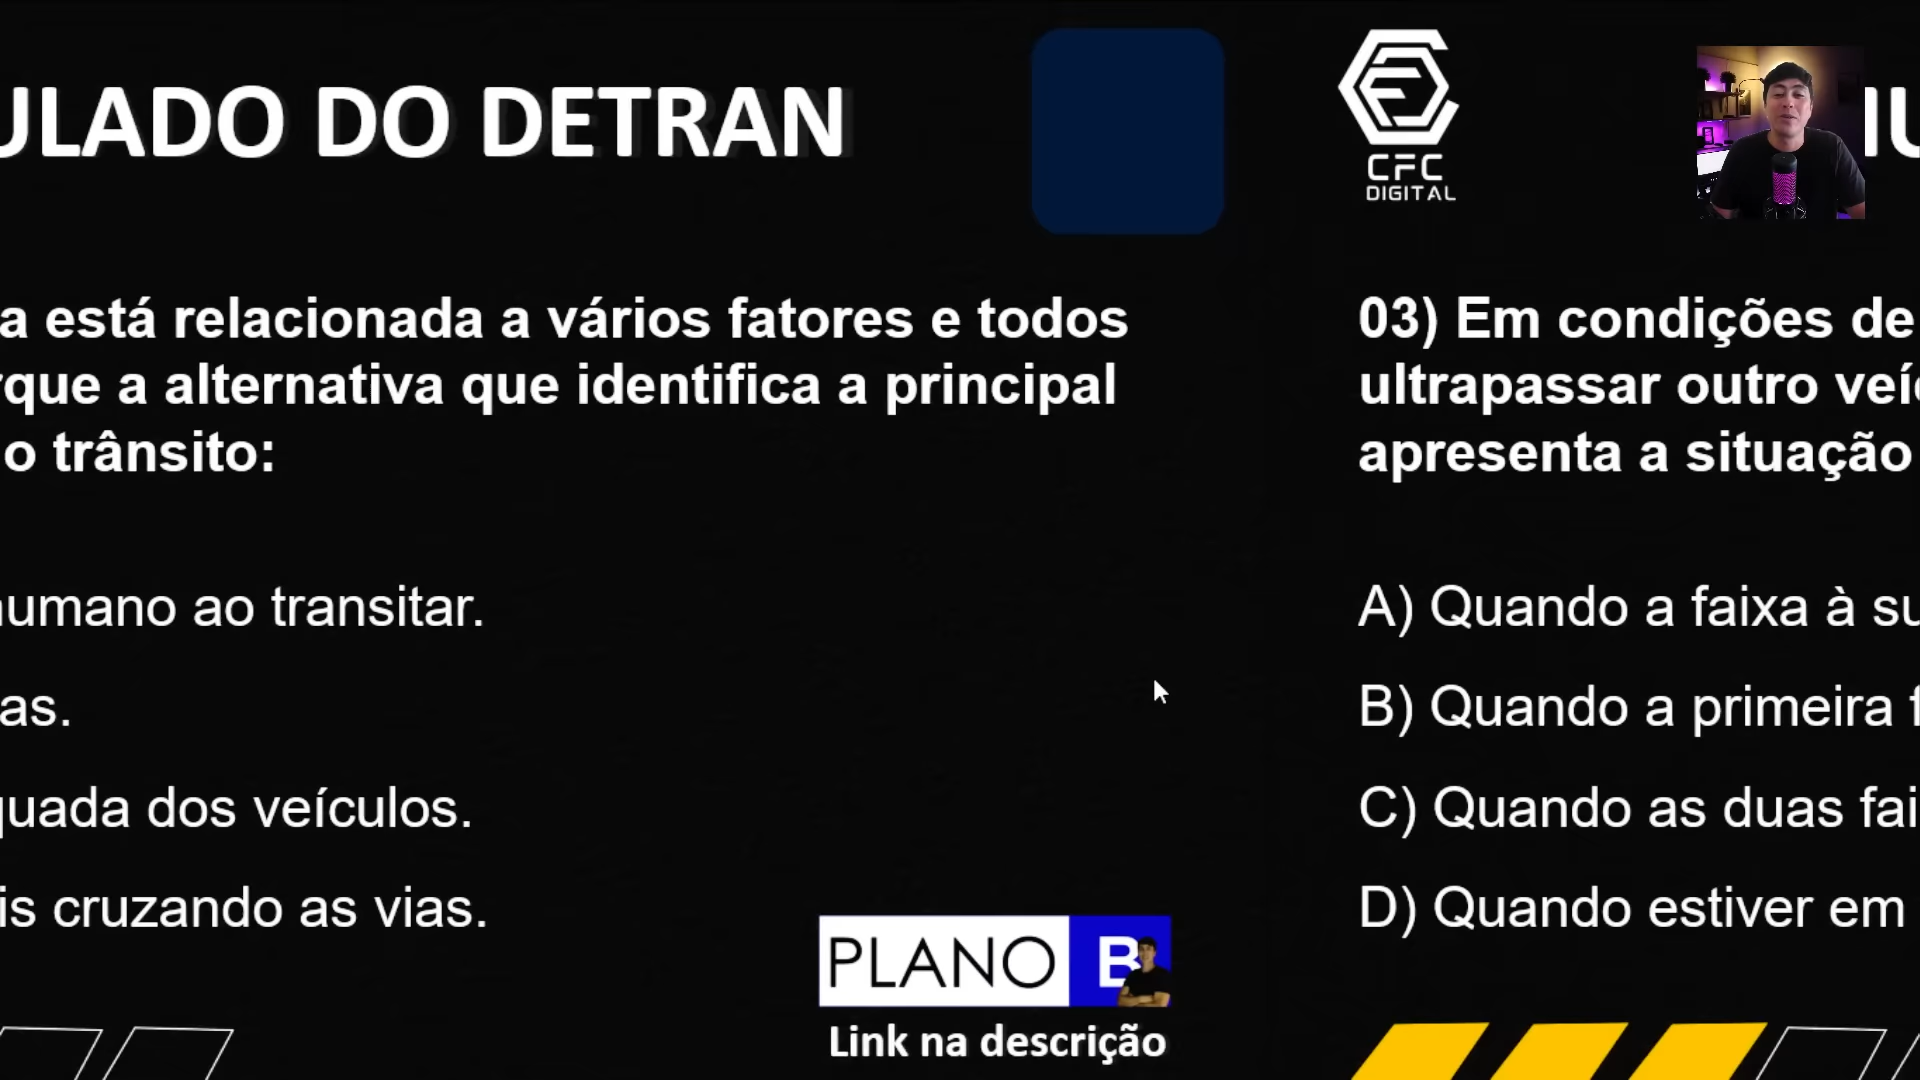 ULADO DO DETRAN
a está relacionada a vários fatores e todos
rque a alternativa que identifica a principal
o trânsito:
umano ao transitar.
as.
quada dos veículos.
is cruzando as vias.
PLANO B
Link na descrição
CFC
DIGITAL
03) Em condições de
ultrapassar outro veíc
apresenta a situação
A) Quando a faixa à su
B) Quando a primeira f
C) Quando as duas fai
D) Quando estiver em